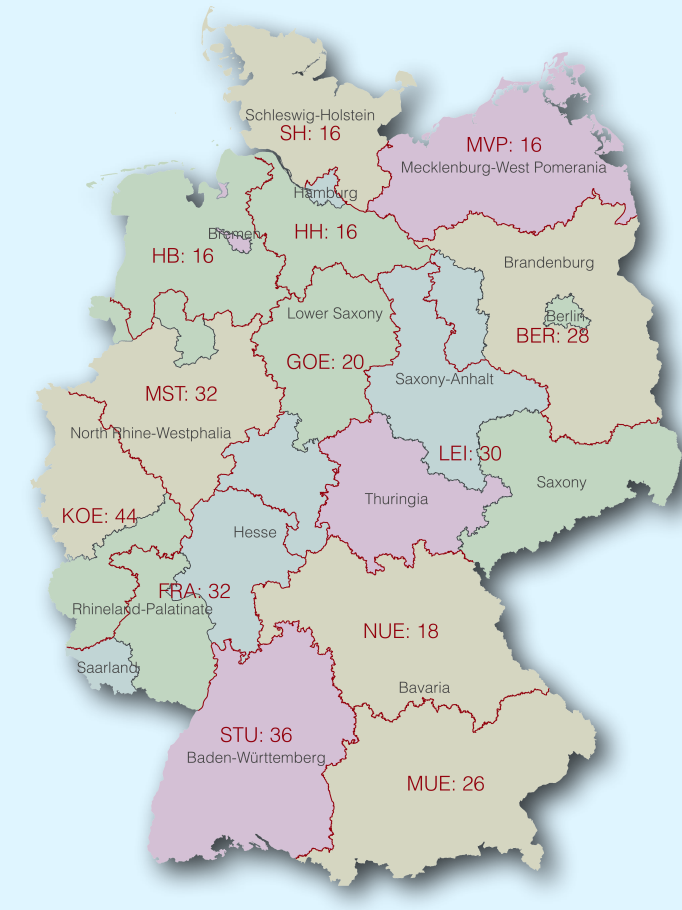 Schleswig-Holstein
SH: 16
MVP: 16
Mecklenburg-West Pomerania
Hamburg
Bremen
HH: 16
HB: 16
Brandenburg
Lower Saxony
Berlin
BER: 28
GOE: 20
Saxony-Anhalt
MST: 32
North Rhine-Westphalia
LEI: 30
Saxony
Thuringia
KOE: 44
Hesse
FRA: 32
Rhineland-Palatinate
NUE: 18
Saarland
Bavaria
STU: 36
Baden-Württemberg
MUE: 26